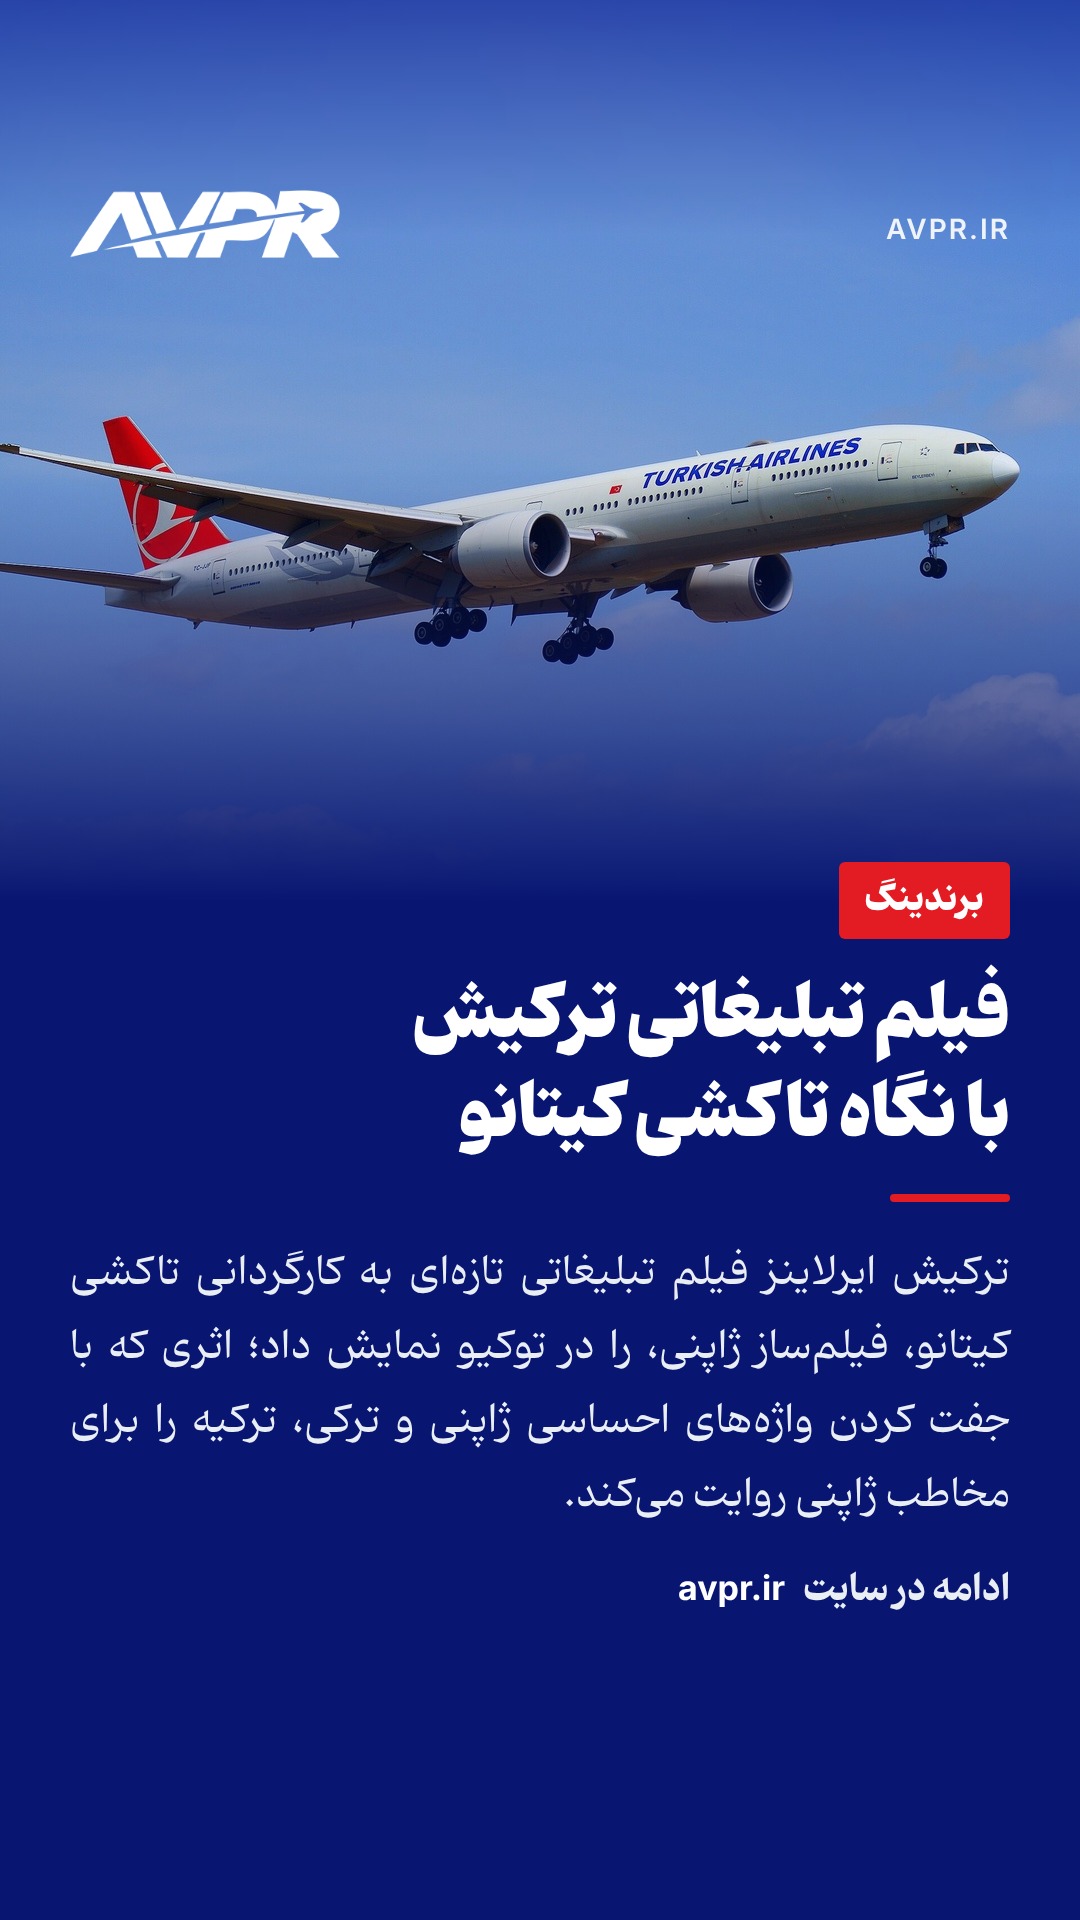 AVPR
AVPR.IR
TURKISH AIRLINES
TC-JJF
برندینگ
فیلم تبلیغاتی ترکیش
با نگاه تاکشی کیتانو
ترکیش ایرلاینز فیلم تبلیغاتی تازه‌ای به کارگردانی تاکشی
کیتانو، فیلم‌ساز ژاپنی، را در توکیو نمایش داد؛ اثری که با
جفت کردن واژه‌های احساسی ژاپنی و ترکی، ترکیه را برای
مخاطب ژاپنی روایت می‌کند.
ادامه در سایت avpr.ir